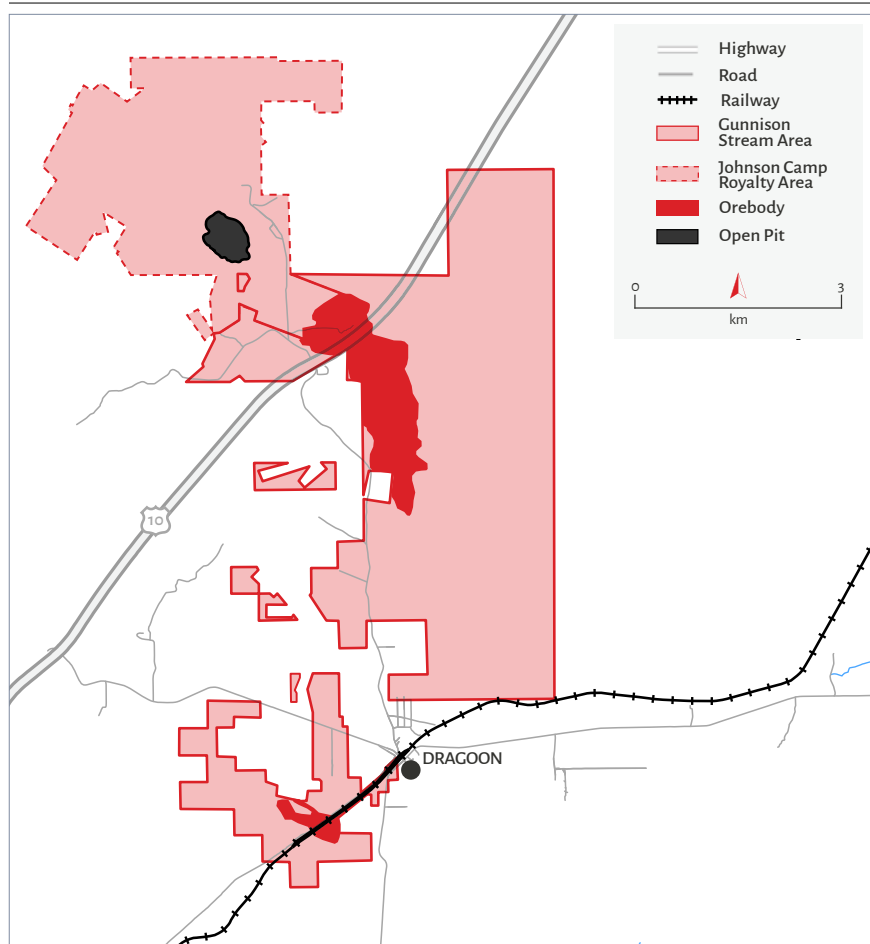 Highway
Road
Railway
Gunnison
Stream Area
Johnson Camp
Royalty Area
Orebody
Open Pit
0 3
km
10
DRAGOON